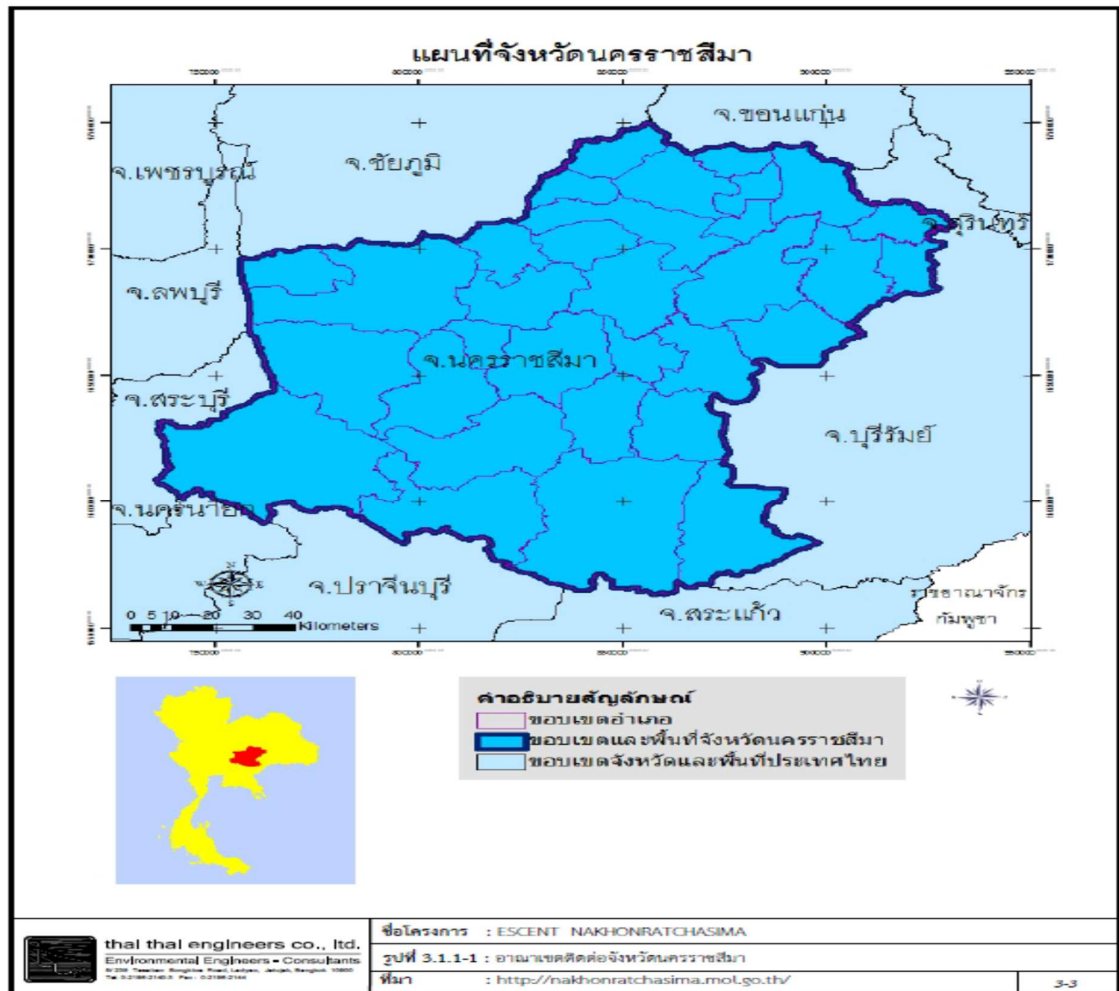 แผนที่จังหวัดนครราชสีมา
จ.ขอนแก่น
จ.ชัยภูมิ
จ.เพชรบูรณ์
จ.สุรินทร์
จ.ลพบุรี
จ.นครราชสีมา
จ.สระบุรี
จ.บุรีรัมย์
จ.นครนายก
จ.ปราจีนบุรี
ราชอาณาจักร
กัมพูชา
จ.สระแก้ว
0 5 10 20 30 40
Kilometers
คำอธิบายสัญลักษณ์
ขอบเขตอำเภอ
ขอบเขตและพื้นที่จังหวัดนครราชสีมา
ขอบเขตจังหวัดและพื้นที่ประเทศไทย
thai thai engineers co., ltd.
Environmental Engineers - Consultants
ชื่อโครงการ : ESCENT NAKHONRATCHASIMA
รูปที่ 3.1.1-1 : อาณาเขตติดต่อจังหวัดนครราชสีมา
ที่มา : http://nakhonratchasima.mol.go.th/
3-3